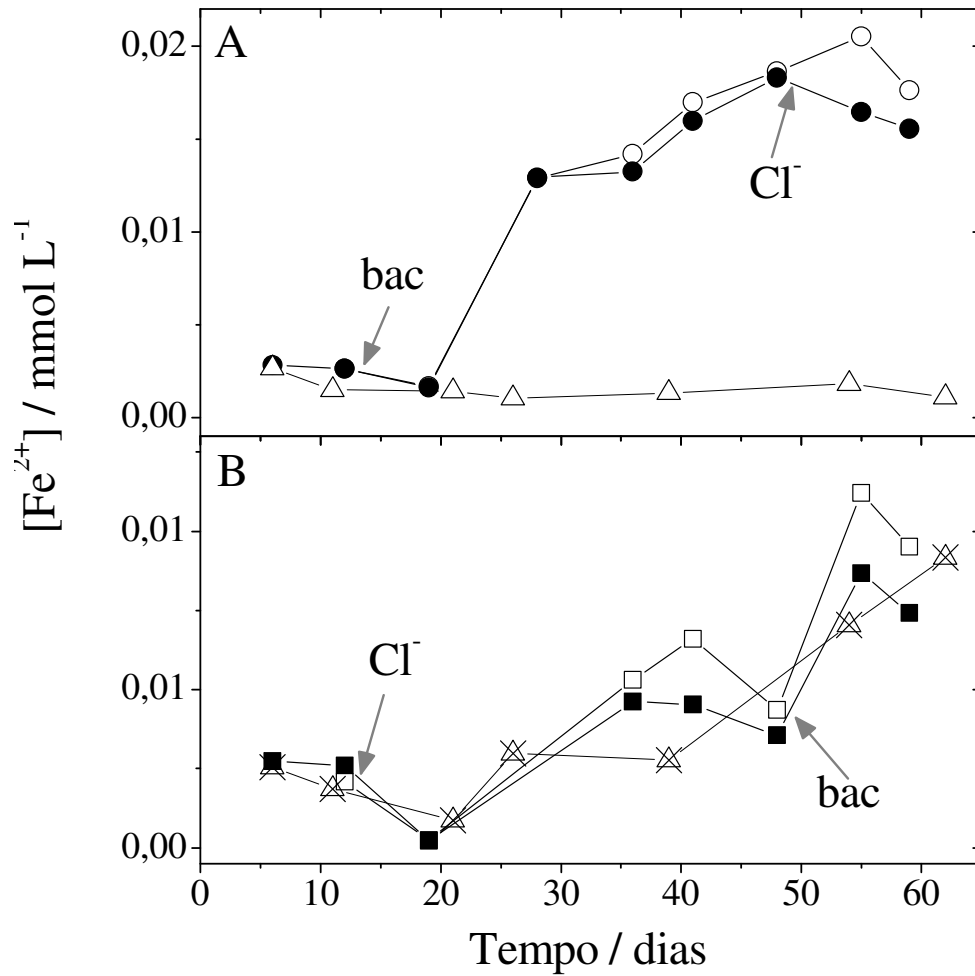 A
0,02
0,01
0,00
bac
Cl⁻
[Fe²⁺] / mmol L⁻¹
B
0,01
0,01
0,00
Cl⁻
bac
0 10 20 30 40 50 60
Tempo / dias